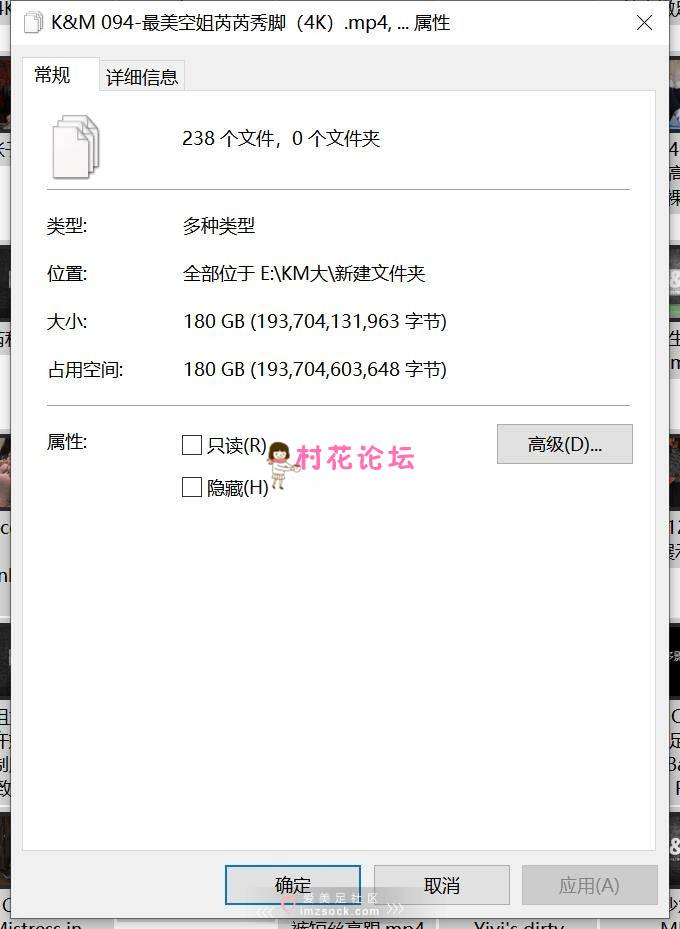 K&M 094-最美空姐芮芮秀脚（4K）.mp4, ... 属性
常规
详细信息
238 个文件，0 个文件夹
类型:
多种类型
位置:
全部位于 E:\KM大\新建文件夹
大小:
180 GB (193,704,131,963 字节)
占用空间:
180 GB (193,704,603,648 字节)
属性:
只读(R)
高级(D)...
村花论坛
隐藏(H)
确定
取消
应用(A)
爱美足社区
imzsock.com
裤短丝高跟.mp4
Yivi's dirty